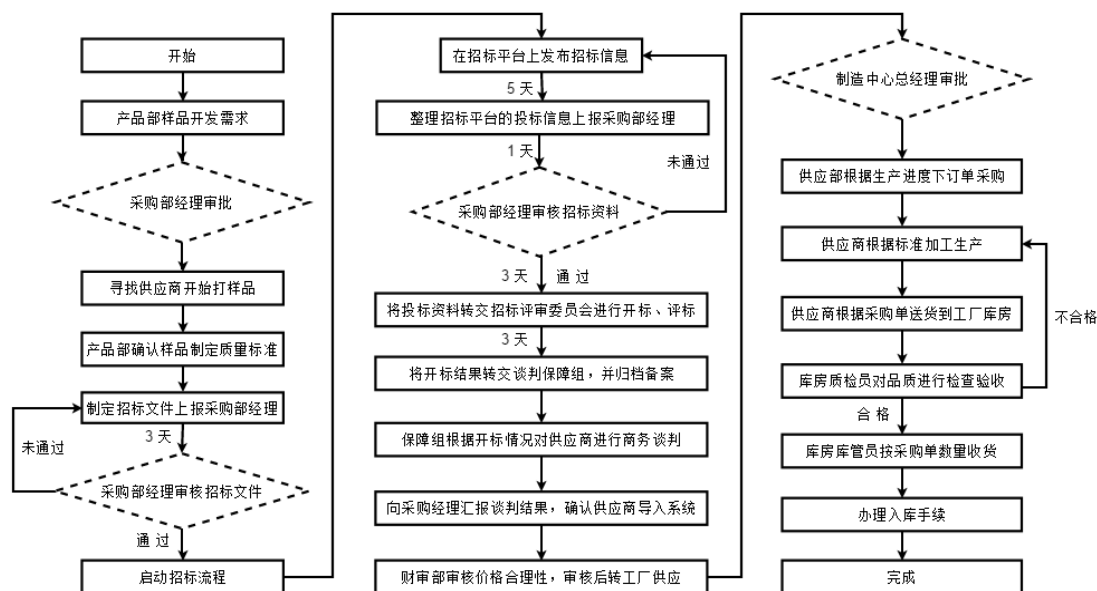 开始
产品部样品开发需求
采购部经理审批
寻找供应商开始打样品
产品部确认样品制定质量标准
制定招标文件上报采购部经理
3 天
未通过
采购部经理审核招标文件
通 过
启动招标流程
在招标平台上发布招标信息
5 天
整理招标平台的投标信息上报采购部经理
1 天
未通过
采购部经理审核招标资料
3 天
通 过
将投标资料转交招标评审委员会进行开标、评标
3 天
将开标结果转交谈判保障组，并归档备案
保障组根据开标情况对供应商进行商务谈判
向采购经理汇报谈判结果，确认供应商导入系统
财审部审核价格合理性，审核后转工厂供应
制造中心总经理审批
供应部根据生产进度下订单采购
供应商根据标准加工生产
供应商根据采购单送货到工厂库房
不合格
库房质检员对品质进行检查验收
合 格
库房库管员按采购单数量收货
办理入库手续
完成